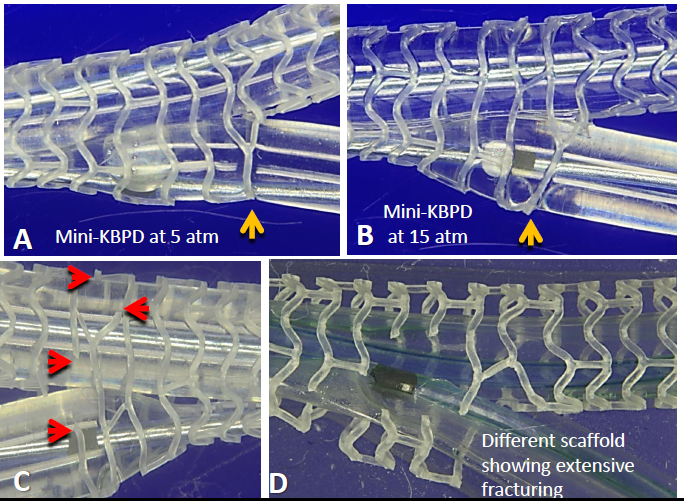 A
Mini-KBPD at 5 atm
B
Mini-KBPD
at 15 atm
C
D
Different scaffold
showing extensive
fracturing